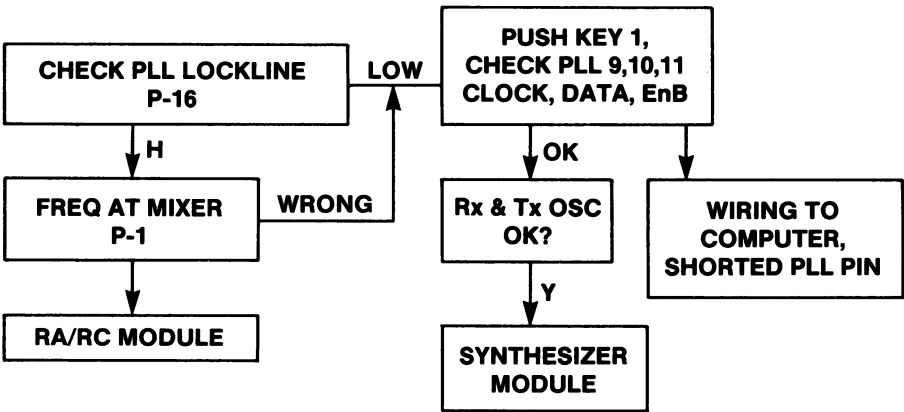 CHECK PLL LOCKLINE
P-16
LOW
PUSH KEY 1,
CHECK PLL 9,10,11
CLOCK, DATA, EnB
H
OK
FREQ AT MIXER
P-1
WRONG
Rx & Tx OSC
OK?
WIRING TO
COMPUTER,
SHORTED PLL PIN
Y
RA/RC MODULE
SYNTHESIZER
MODULE